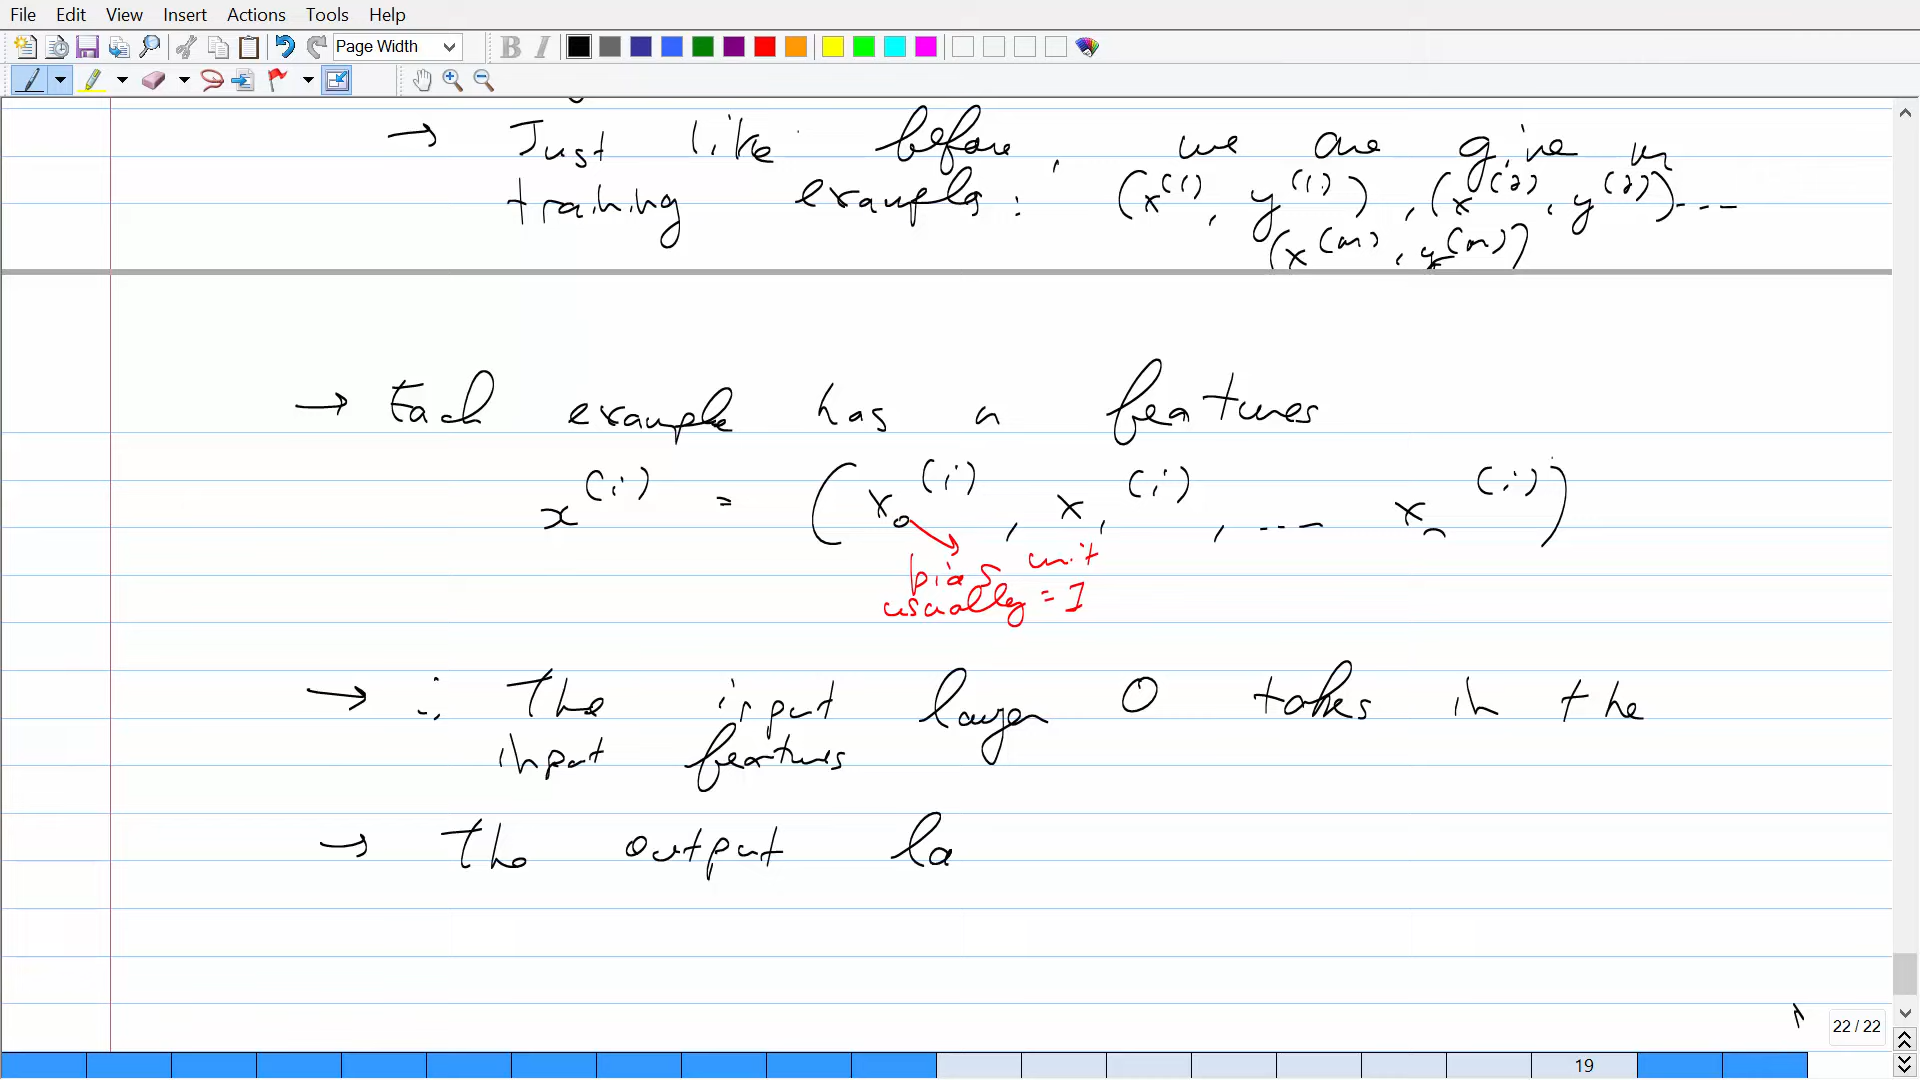 File Edit View Insert Actions Tools Help
Page Width
→ Just like before, we are give m
training examples: (x^(1), y^(1)), (x^(2), y^(2))---
(x^(m), y^(m))
→ Each example has n features
x^(i) = (x₀^(i), x₁^(i), ---- xₙ^(i))
bias unit
usually = 1
→ ∴ The input layer 0 takes in the
input features
→ The output la
22 / 22
19